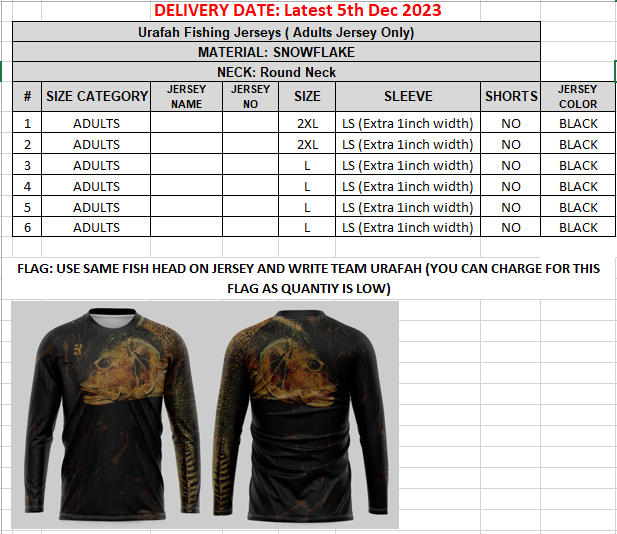 DELIVERY DATE: Latest 5th Dec 2023
Urafah Fishing Jerseys ( Adults Jersey Only)
MATERIAL: SNOWFLAKE
NECK: Round Neck
# SIZE CATEGORY JERSEY NAME JERSEY NO SIZE SLEEVE SHORTS JERSEY COLOR
1 ADULTS 2XL LS (Extra 1inch width) NO BLACK
2 ADULTS 2XL LS (Extra 1inch width) NO BLACK
3 ADULTS L LS (Extra 1inch width) NO BLACK
4 ADULTS L LS (Extra 1inch width) NO BLACK
5 ADULTS L LS (Extra 1inch width) NO BLACK
6 ADULTS L LS (Extra 1inch width) NO BLACK
FLAG: USE SAME FISH HEAD ON JERSEY AND WRITE TEAM URAFAH (YOU CAN CHARGE FOR THIS
FLAG AS QUANTIY IS LOW)